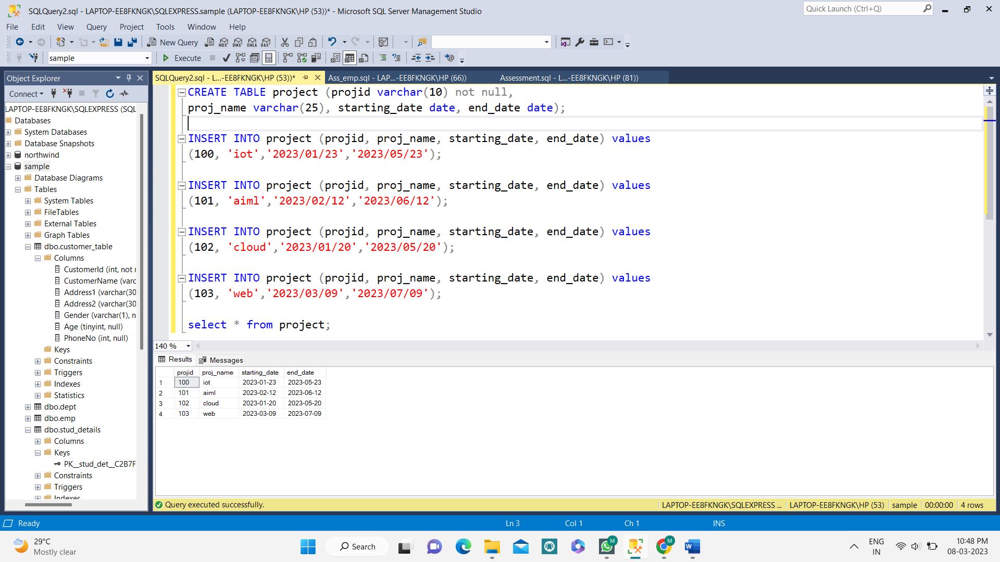 SQLQuery2.sql - LAPTOP-EE8FKNGK\SQLEXPRESS.sample (LAPTOP-EE8FKNGK\HP (53))* - Microsoft SQL Server Management Studio
Quick Launch (Ctrl+Q)
File Edit View Query Project Tools Window Help
New Query MDX DMX XMLA DAX
sample Execute
Object Explorer
SQLQuery2.sql - L...-EE8FKNGK\HP (53))* Ass_emp.sql - LAP...-EE8FKNGK\HP (66)) Assessment.sql - L...-EE8FKNGK\HP (81))
Connect
LAPTOP-EE8FKNGK\SQLEXPRESS (SQL
Databases
System Databases
Database Snapshots
northwind
sample
Database Diagrams
Tables
System Tables
FileTables
External Tables
Graph Tables
dbo.customer_table
Columns
CustomerId (int, not r
CustomerName (varc
Address1 (varchar(30
Address2 (varchar(30
Gender (varchar(1), n
Age (tinyint, null)
PhoneNo (int, null)
Keys
Constraints
Triggers
Indexes
Statistics
dbo.dept
dbo.emp
dbo.stud_details
Columns
Keys
PK__stud_det__C2B7F
Constraints
Triggers
Indexes
CREATE TABLE project (projid varchar(10) not null,
proj_name varchar(25), starting_date date, end_date date);
INSERT INTO project (projid, proj_name, starting_date, end_date) values
(100, 'iot','2023/01/23','2023/05/23');
INSERT INTO project (projid, proj_name, starting_date, end_date) values
(101, 'aiml','2023/02/12','2023/06/12');
INSERT INTO project (projid, proj_name, starting_date, end_date) values
(102, 'cloud','2023/01/20','2023/05/20');
INSERT INTO project (projid, proj_name, starting_date, end_date) values
(103, 'web','2023/03/09','2023/07/09');
select * from project;
140 %
Results Messages
projid proj_name starting_date end_date
1 100 iot 2023-01-23 2023-05-23
2 101 aiml 2023-02-12 2023-06-12
3 102 cloud 2023-01-20 2023-05-20
4 103 web 2023-03-09 2023-07-09
Query executed successfully. LAPTOP-EE8FKNGK\SQLEXPRESS ... LAPTOP-EE8FKNGK\HP (53) sample 00:00:00 4 rows
Ready Ln 3 Col 1 Ch 1 INS
29°C
Mostly clear
Search
M
M
W
ENG
IN
10:48 PM
08-03-2023